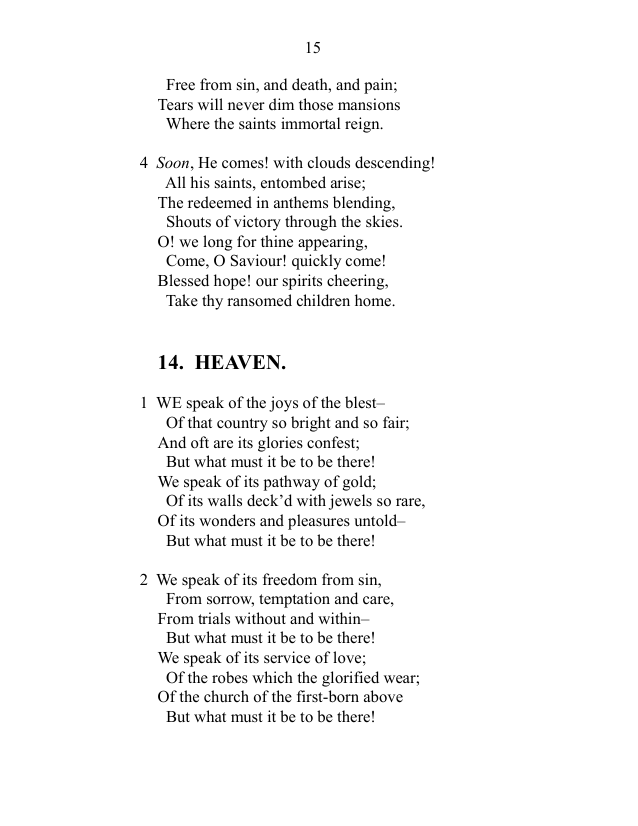 15
Free from sin, and death, and pain;
Tears will never dim those mansions
Where the saints immortal reign.
4 Soon, He comes! with clouds descending!
All his saints, entombed arise;
The redeemed in anthems blending,
Shouts of victory through the skies.
O! we long for thine appearing,
Come, O Saviour! quickly come!
Blessed hope! our spirits cheering,
Take thy ransomed children home.
14. HEAVEN.
1 WE speak of the joys of the blest–
Of that country so bright and so fair;
And oft are its glories confest;
But what must it be to be there!
We speak of its pathway of gold;
Of its walls deck’d with jewels so rare,
Of its wonders and pleasures untold–
But what must it be to be there!
2 We speak of its freedom from sin,
From sorrow, temptation and care,
From trials without and within–
But what must it be to be there!
We speak of its service of love;
Of the robes which the glorified wear;
Of the church of the first-born above
But what must it be to be there!